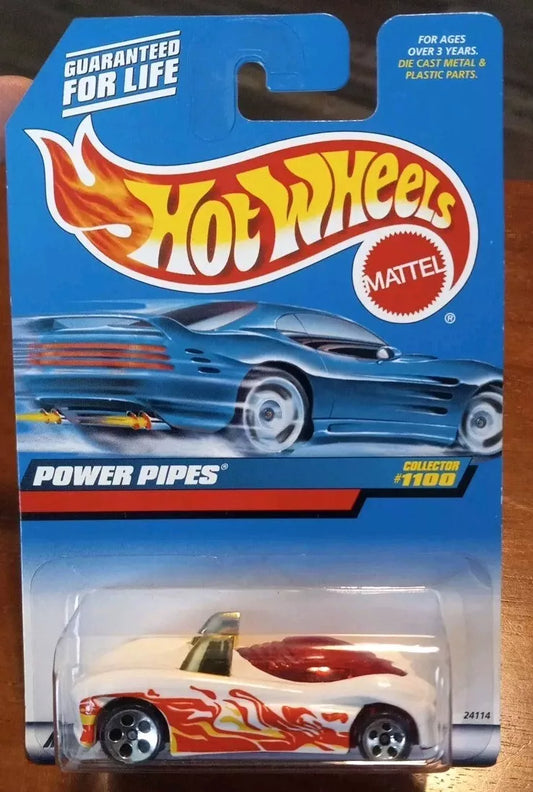 GUARANTEED
FOR LIFE
FOR AGES
OVER 3 YEARS.
DIE CAST METAL &
PLASTIC PARTS.
HOT WHEELS
MATTEL
®
POWER PIPES®
COLLECTOR
#1100
24114